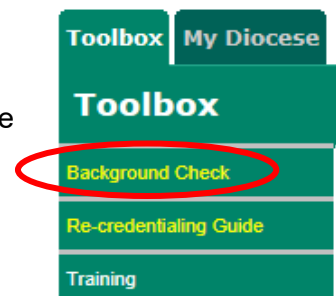 Toolbox My Diocese
Toolbox
e
Background Check
Re-credentialing Guide
Training